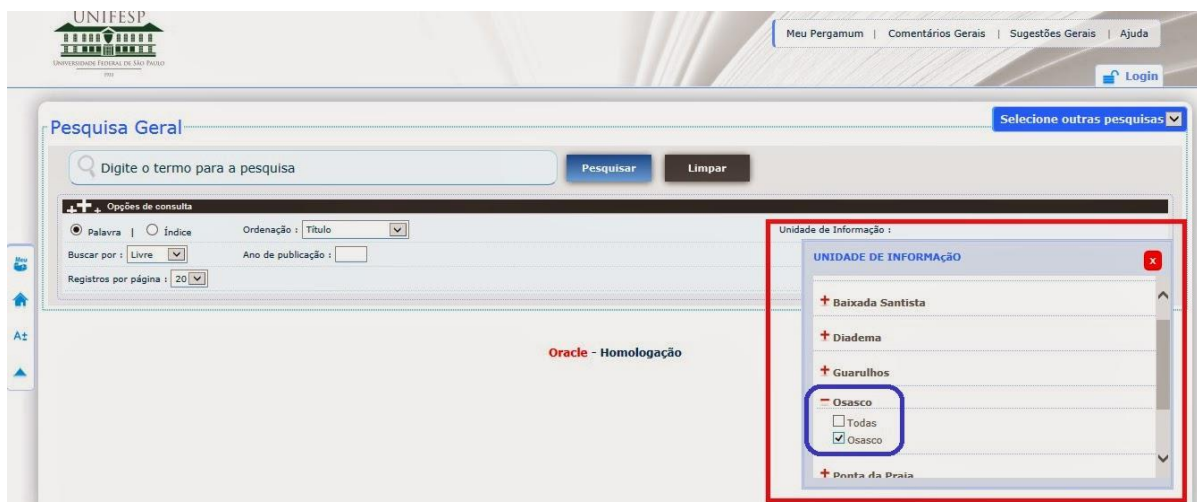 UNIFESP
UNIVERSIDADE FEDERAL DE SÃO PAULO
Meu Pergamum | Comentários Gerais | Sugestões Gerais | Ajuda
Login
Pesquisa Geral
Selecione outras pesquisas
Digite o termo para a pesquisa
Pesquisar
Limpar
Opções de consulta
Palavra | Índice
Ordenação : Título
Unidade de Informação :
Buscar por : Livre
Ano de publicação :
Registros por página : 20
UNIDADE DE INFORMAçãO
x
Baixada Santista
Diadema
Guarulhos
Osasco
Todas
Osasco
Ponta da Praia
Meu
A±
Oracle - Homologação